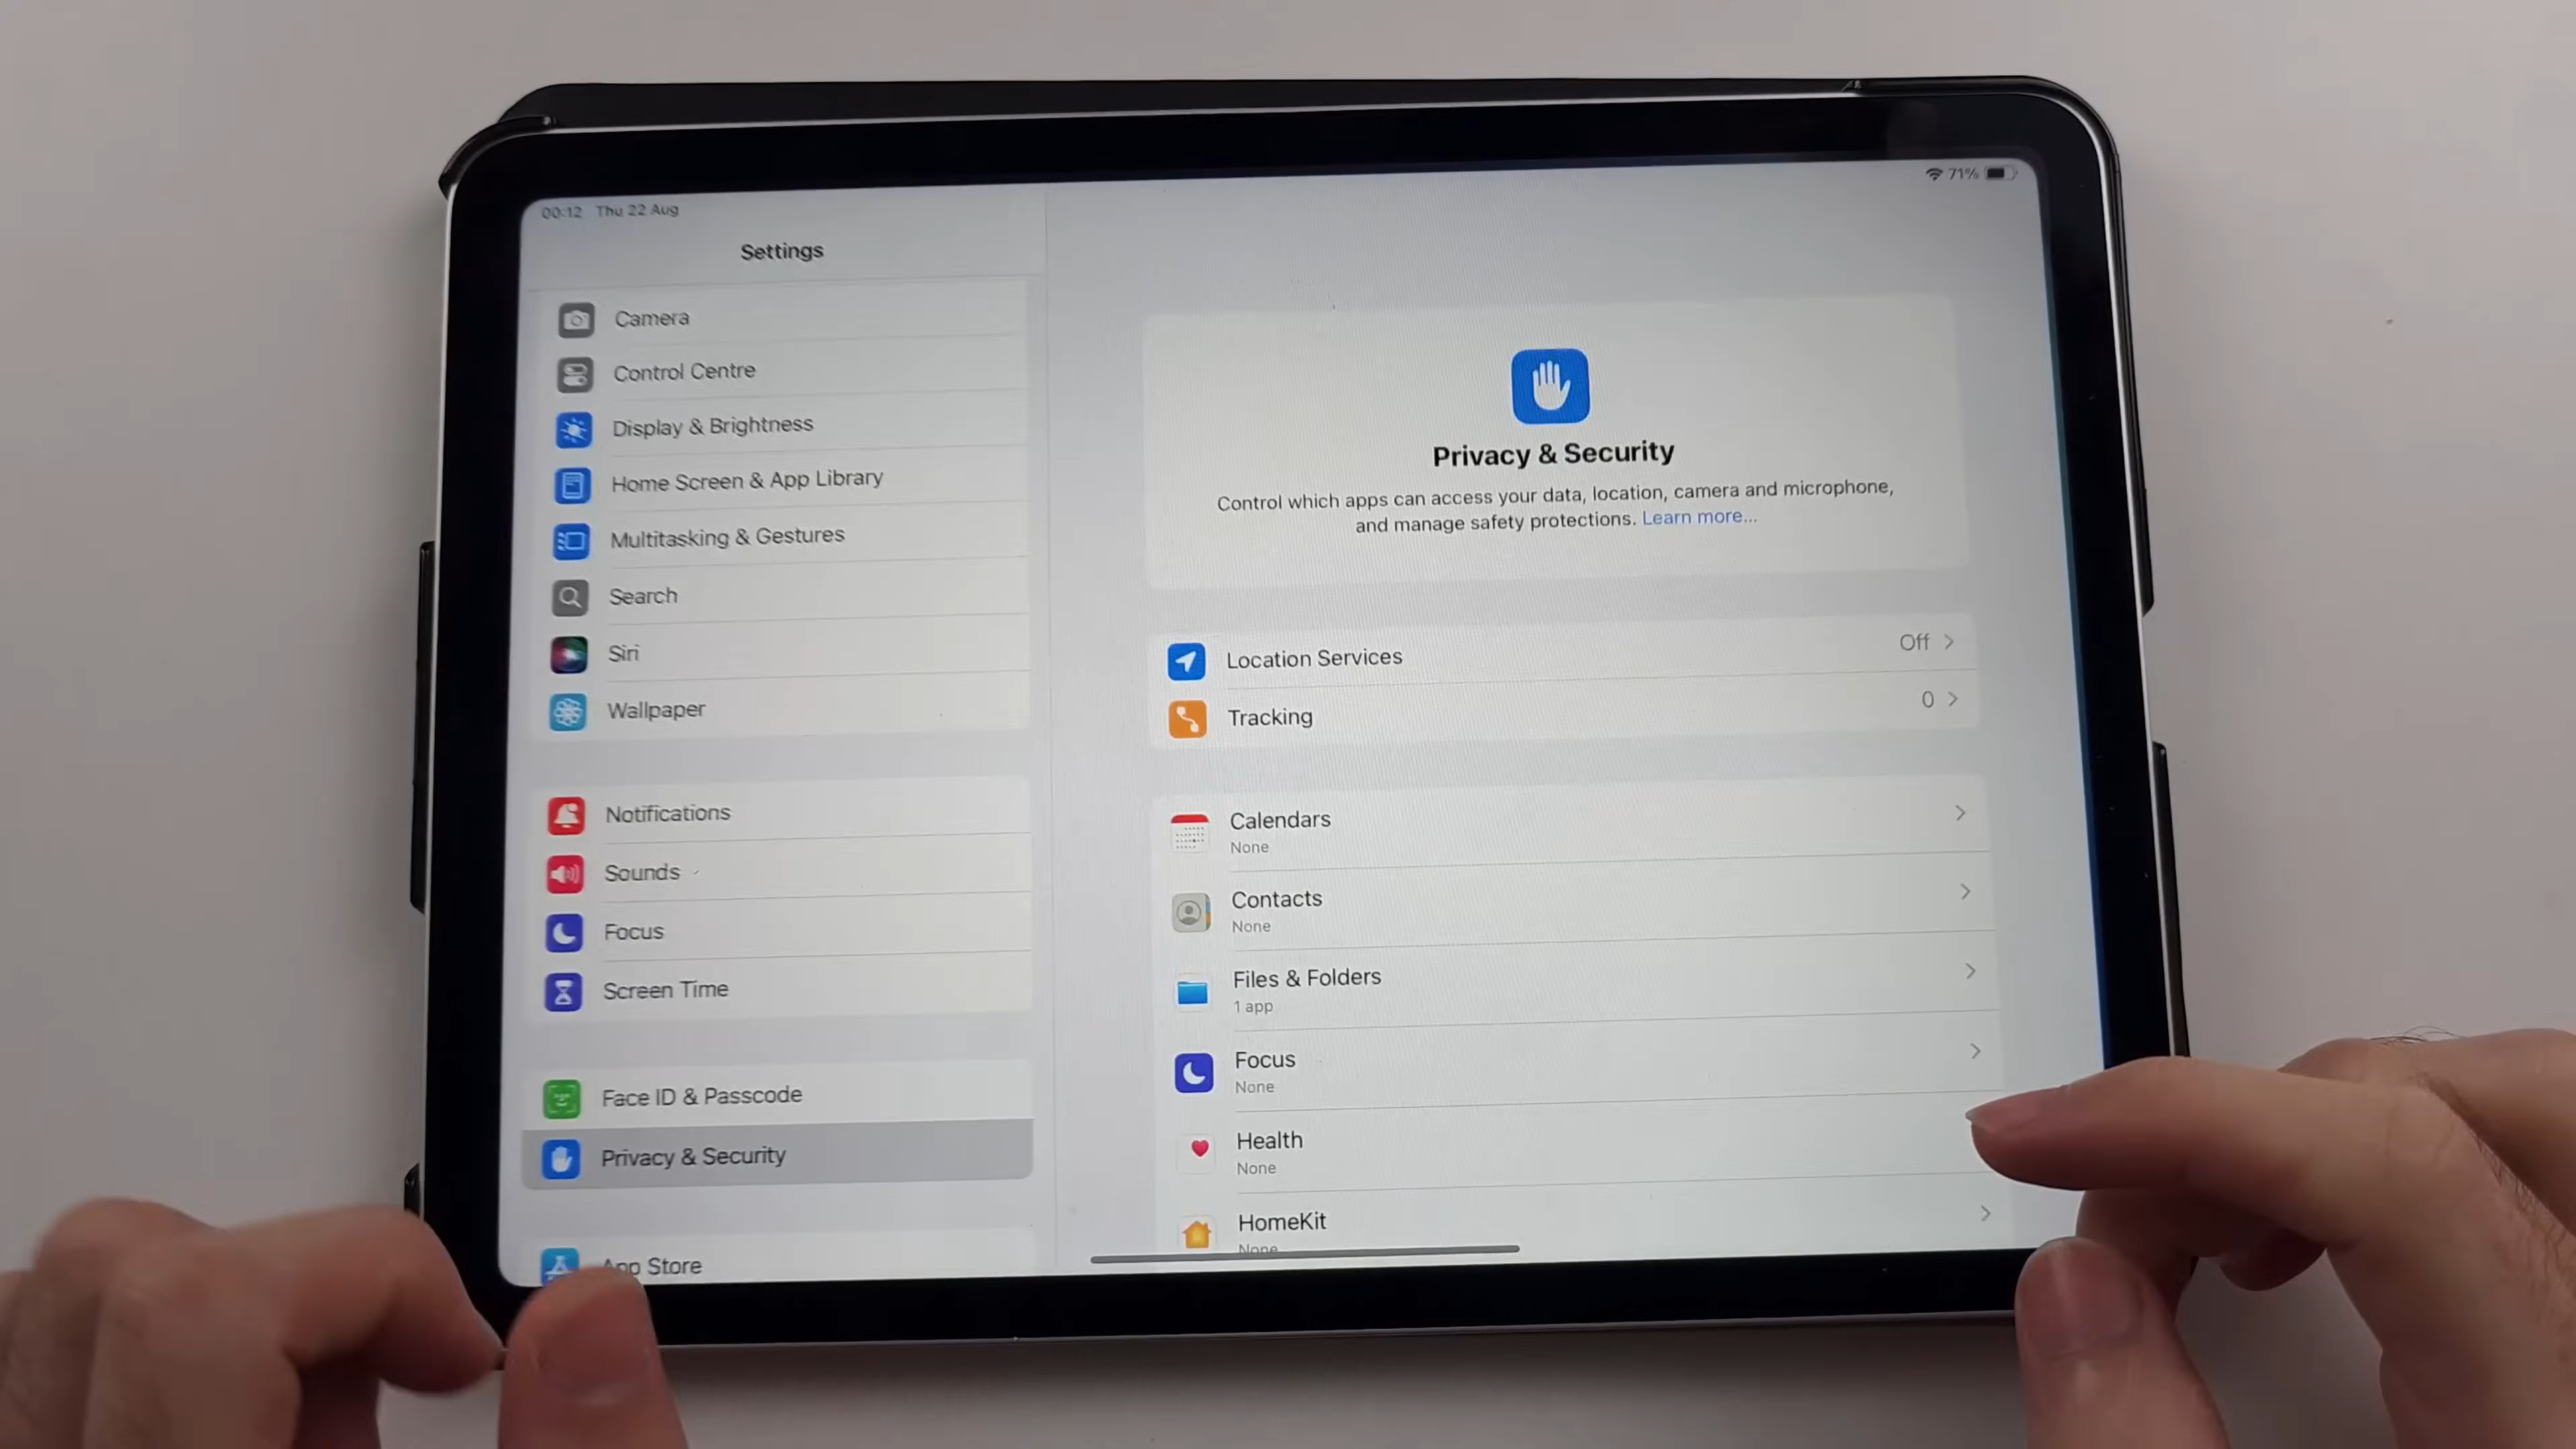 00:12 Thu 22 Aug
71%
Settings
Camera
Control Centre
Display & Brightness
Home Screen & App Library
Multitasking & Gestures
Search
Siri
Wallpaper
Notifications
Sounds
Focus
Screen Time
Face ID & Passcode
Privacy & Security
App Store
Privacy & Security
Control which apps can access your data, location, camera and microphone,
and manage safety protections. Learn more...
Location Services
Off
Tracking
0
Calendars
None
Contacts
None
Files & Folders
1 app
Focus
None
Health
None
HomeKit
None